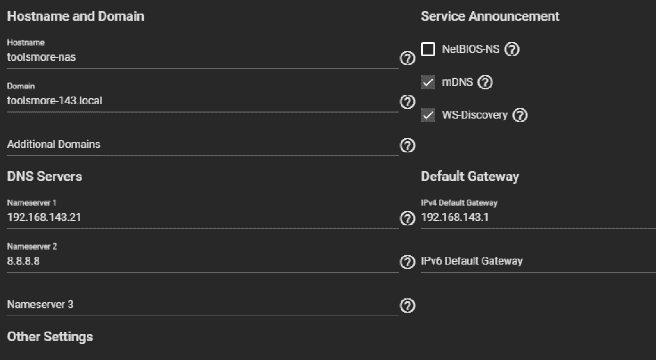 Hostname and Domain
Hostname
toolsmore-nas
Domain
toolsmore-143.local
Additional Domains
DNS Servers
Nameserver 1
192.168.143.21
Nameserver 2
8.8.8.8
Nameserver 3
Other Settings
Service Announcement
NetBIOS-NS
mDNS
WS-Discovery
Default Gateway
IPv4 Default Gateway
192.168.143.1
IPv6 Default Gateway